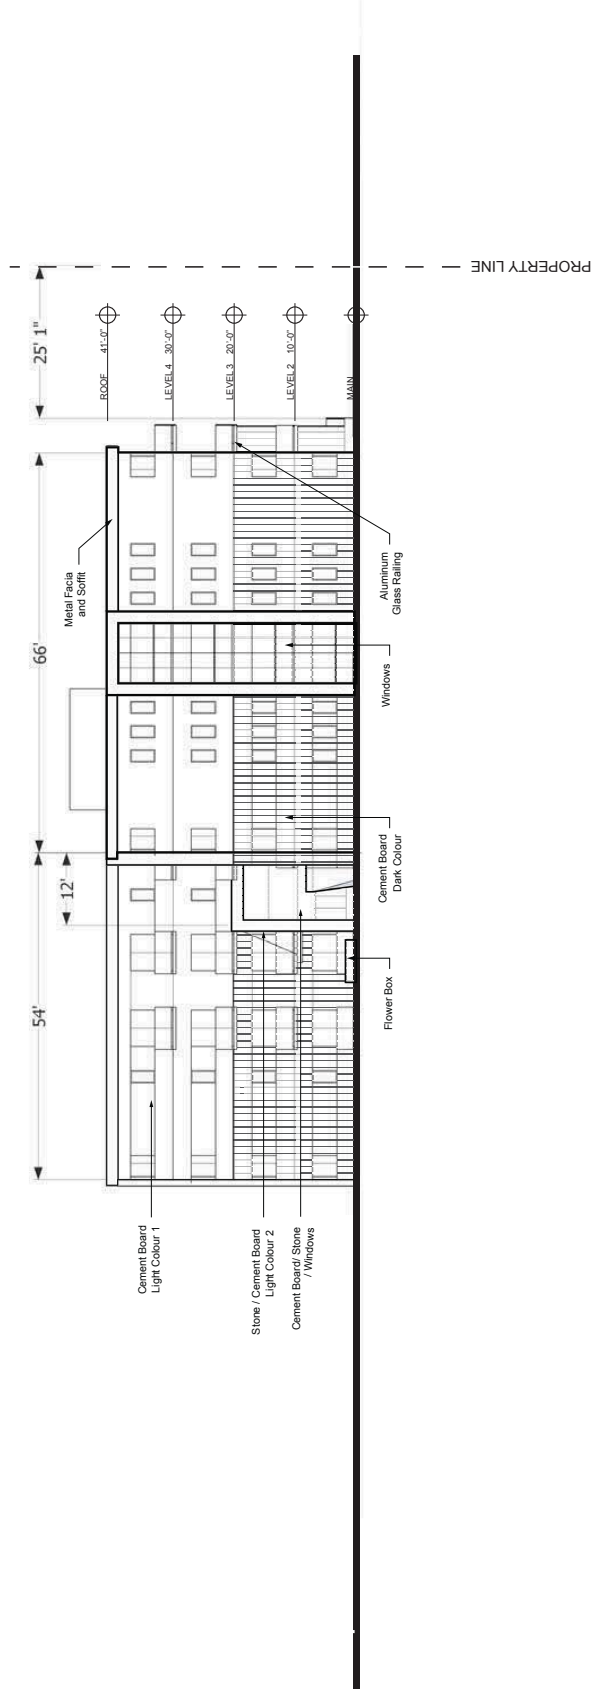 54'
12'
66'
25' 1"
ROOF 41'-0"
LEVEL 4 30'-0"
LEVEL 3 20'-0"
LEVEL 2 10'-0"
MAIN
PROPERTY LINE
Metal Facia
and Soffit
Cement Board
Light Colour 1
Stone / Cement Board
Light Colour 2
Cement Board/ Stone
/ Windows
Flower Box
Cement Board
Dark Colour
Windows
Aluminum
Glass Railing